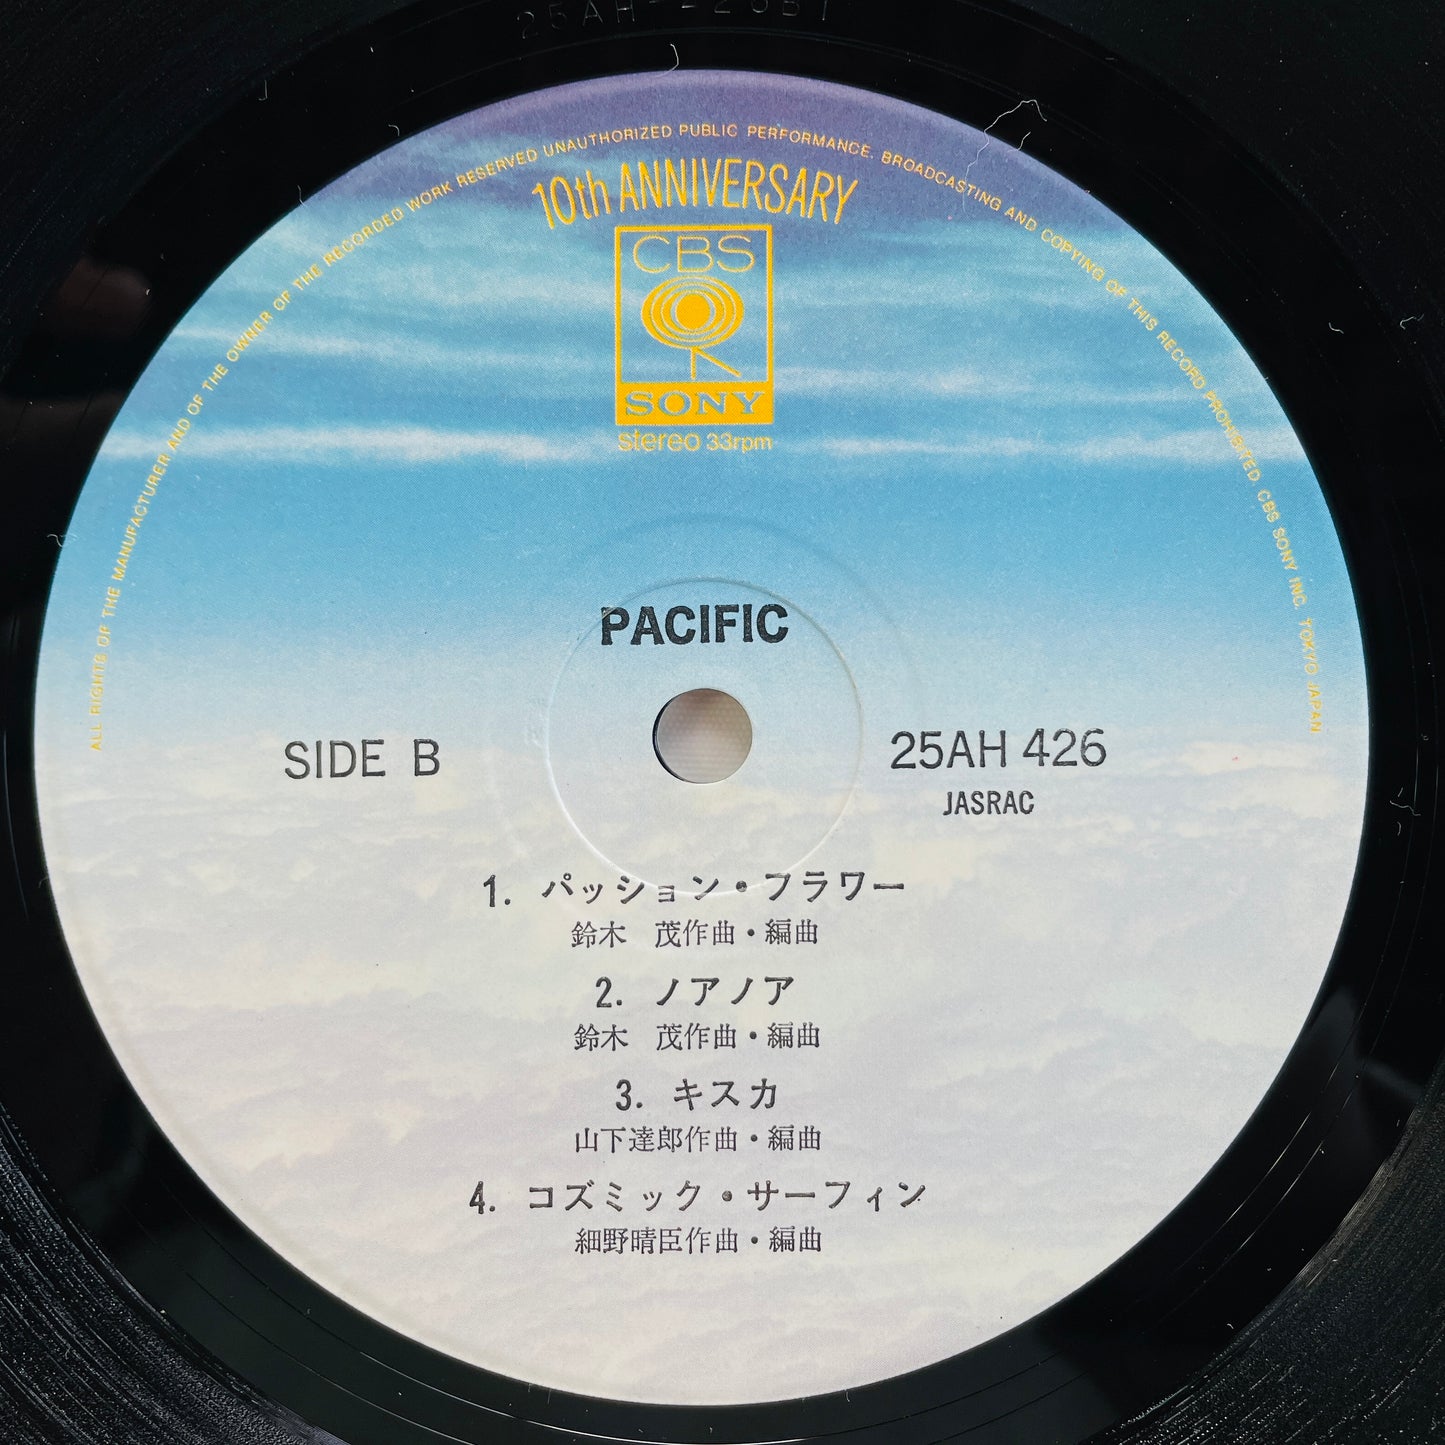 ALL RIGHTS OF THE MANUFACTURER AND OF THE OWNER OF THE RECORDED WORK RESERVED UNAUTHORIZED PUBLIC PERFORMANCE. BROADCASTING AND COPYING OF THIS RECORD PROHIBITED. CBS SONY INC. TOKYO JAPAN
10th ANNIVERSARY
CBS
SONY
stereo 33rpm
PACIFIC
SIDE B
25AH 426
JASRAC
1. パッション・フラワー
鈴木 茂作曲・編曲
2. ノアノア
鈴木 茂作曲・編曲
3. キスカ
山下達郎作曲・編曲
4. コズミック・サーフィン
細野晴臣作曲・編曲